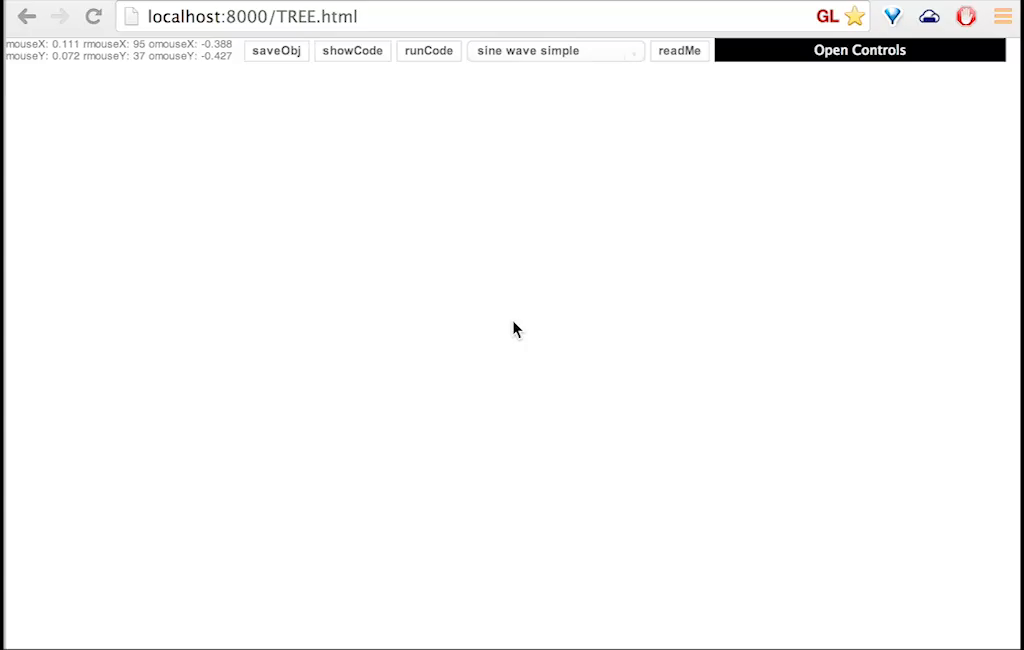 localhost:8000/TREE.html GL
mouseX: 0.111 rmouseX: 95 omouseX: -0.388
mouseY: 0.072 rmouseY: 37 omouseY: -0.427
saveObj showCode runCode sine wave simple readMe Open Controls